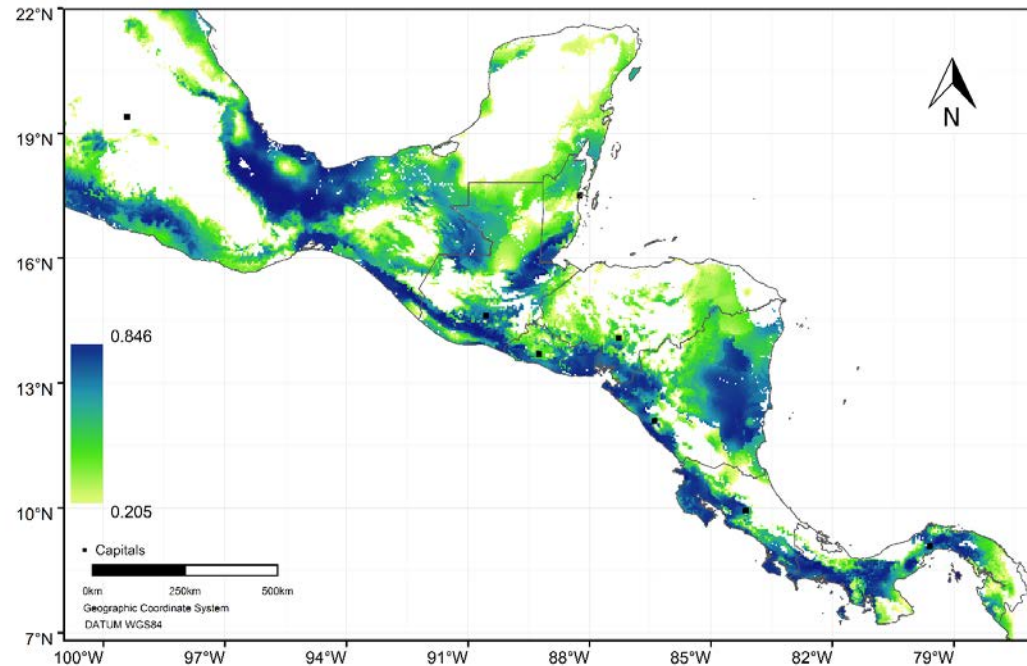 22°N
19°N
N
16°N
0.846
13°N
0.205
10°N
Capitals
0km 250km 500km
Geographic Coordinate System
DATUM WGS84
7°N
100°W 97°W 94°W 91°W 88°W 85°W 82°W 79°W